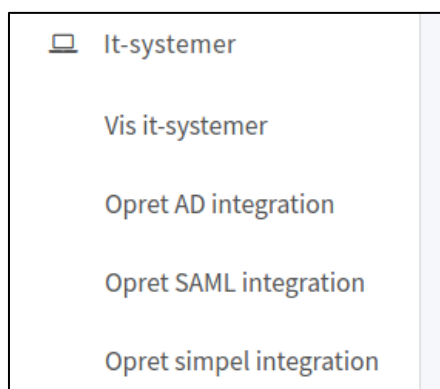 It-systemer
Vis it-systemer
Opret AD integration
Opret SAML integration
Opret simpel integration